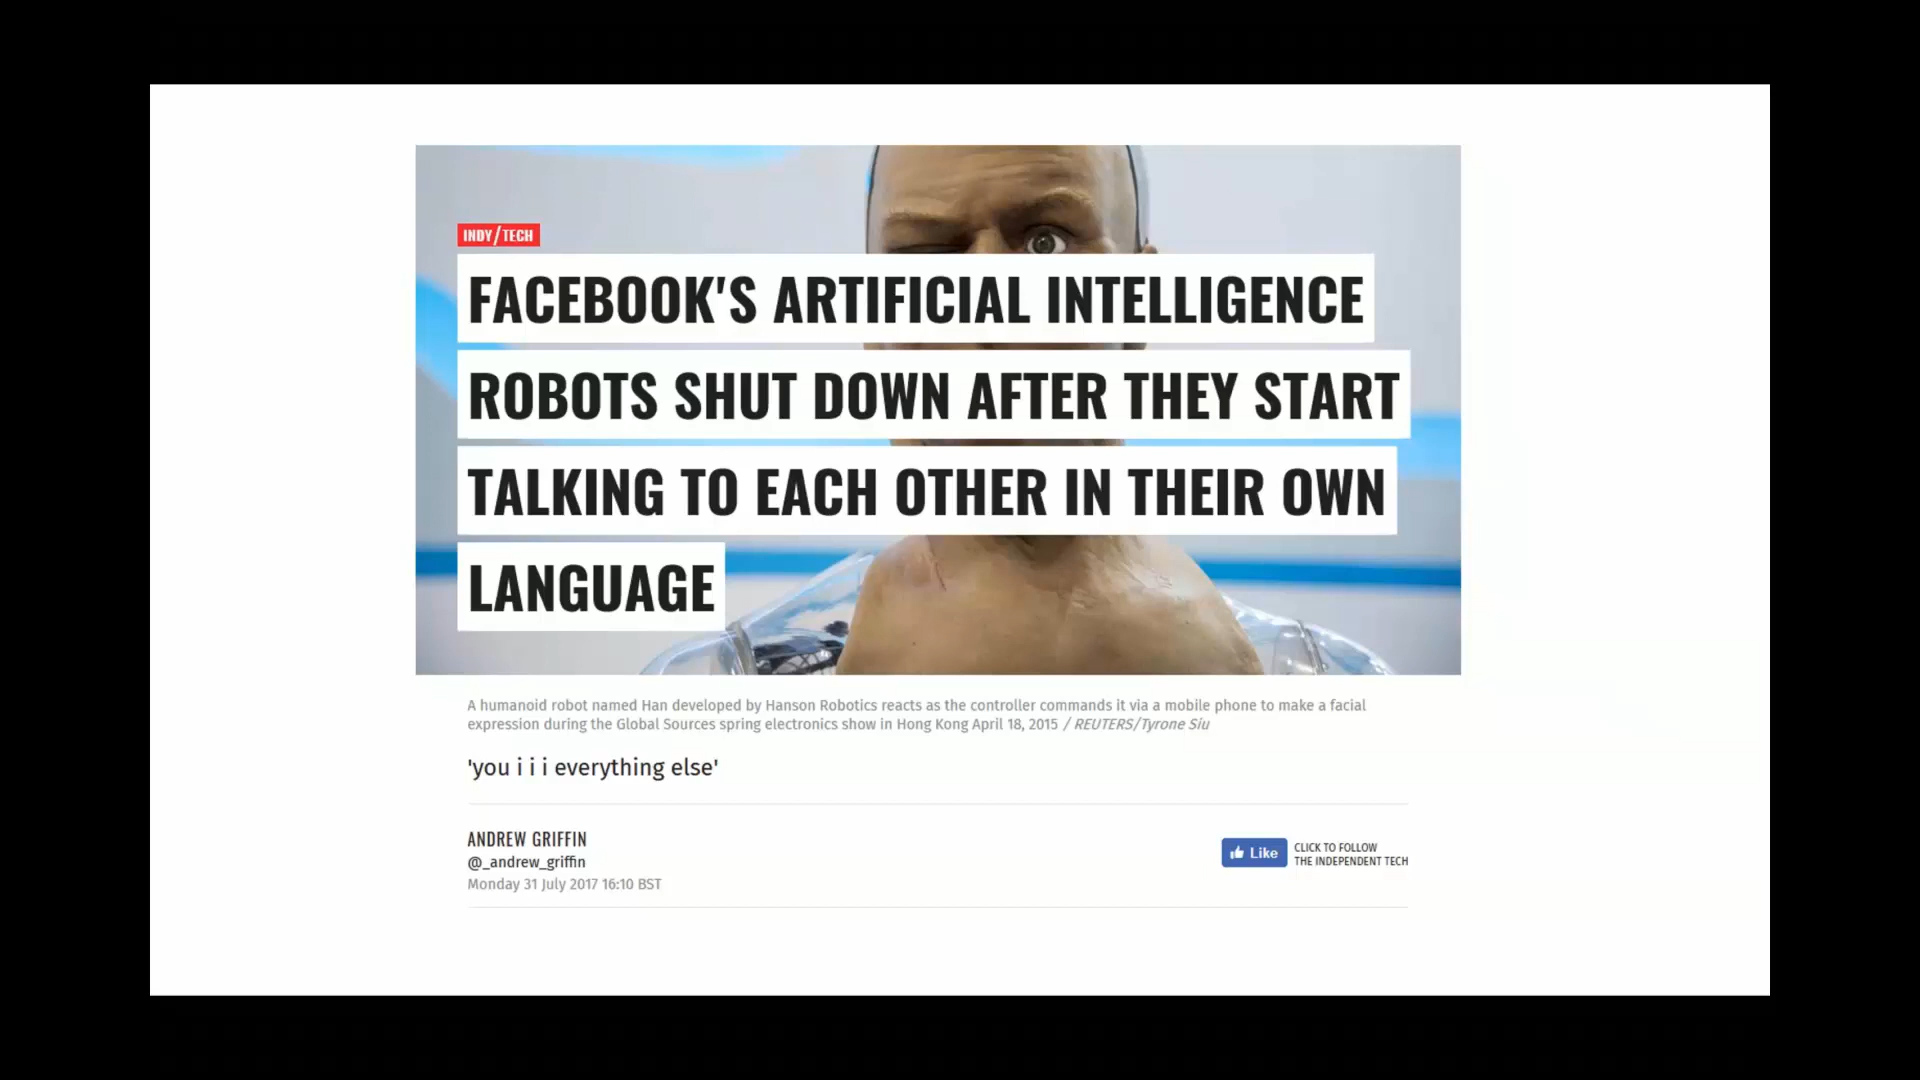 INDY/TECH
FACEBOOK'S ARTIFICIAL INTELLIGENCE
ROBOTS SHUT DOWN AFTER THEY START
TALKING TO EACH OTHER IN THEIR OWN
LANGUAGE
A humanoid robot named Han developed by Hanson Robotics reacts as the controller commands it via a mobile phone to make a facial
expression during the Global Sources spring electronics show in Hong Kong April 18, 2015 / REUTERS/Tyrone Siu
'you i i i everything else'
ANDREW GRIFFIN
@_andrew_griffin
Monday 31 July 2017 16:10 BST
Like
CLICK TO FOLLOW
THE INDEPENDENT TECH